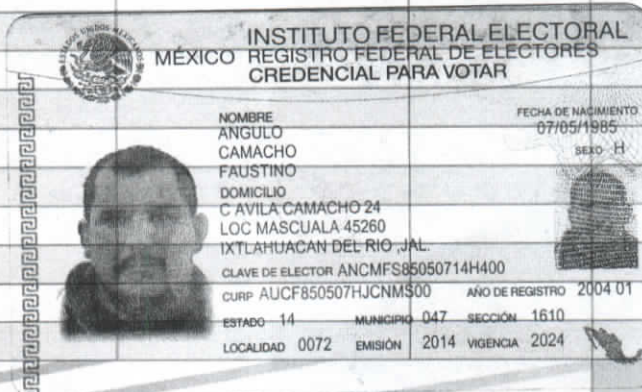 INSTITUTO FEDERAL ELECTORAL
MÉXICO REGISTRO FEDERAL DE ELECTORES
CREDENCIAL PARA VOTAR
NOMBRE
ANGULO
CAMACHO
FAUSTINO
FECHA DE NACIMIENTO
07/05/1985
SEXO H
DOMICILIO
C AVILA CAMACHO 24
LOC MASCUALA 45260
IXTLAHUACAN DEL RIO ,JAL.
CLAVE DE ELECTOR ANCMFS85050714H400
CURP AUCF850507HJCNMS00 AÑO DE REGISTRO 2004 01
ESTADO 14 MUNICIPIO 047 SECCIÓN 1610
LOCALIDAD 0072 EMISIÓN 2014 VIGENCIA 2024